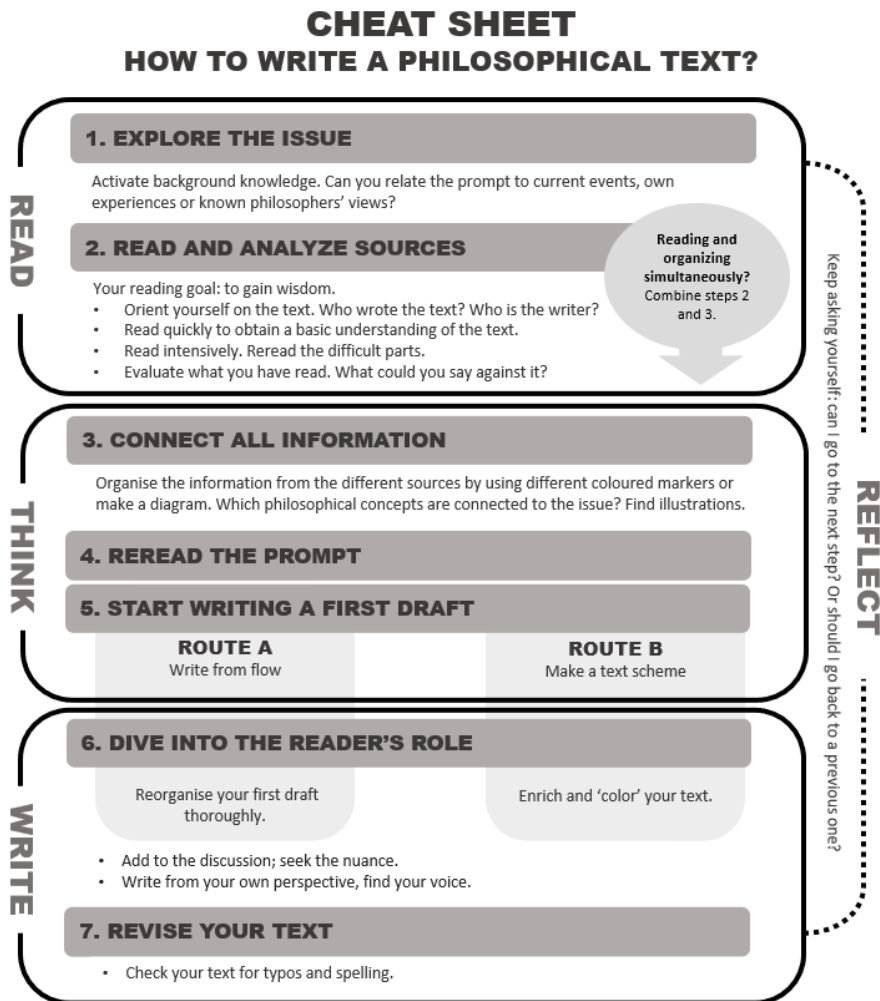 CHEAT SHEET
HOW TO WRITE A PHILOSOPHICAL TEXT?
READ
1. EXPLORE THE ISSUE
Activate background knowledge. Can you relate the prompt to current events, own
experiences or known philosophers’ views?
2. READ AND ANALYZE SOURCES
Your reading goal: to gain wisdom.
• Orient yourself on the text. Who wrote the text? Who is the writer?
• Read quickly to obtain a basic understanding of the text.
• Read intensively. Reread the difficult parts.
• Evaluate what you have read. What could you say against it?
Reading and
organizing
simultaneously?
Combine steps 2
and 3.
THINK
3. CONNECT ALL INFORMATION
Organise the information from the different sources by using different coloured markers or
make a diagram. Which philosophical concepts are connected to the issue? Find illustrations.
4. REREAD THE PROMPT
5. START WRITING A FIRST DRAFT
ROUTE A
Write from flow
ROUTE B
Make a text scheme
WRITE
6. DIVE INTO THE READER’S ROLE
Reorganise your first draft
thoroughly.
Enrich and ‘color’ your text.
• Add to the discussion; seek the nuance.
• Write from your own perspective, find your voice.
7. REVISE YOUR TEXT
• Check your text for typos and spelling.
Keep asking yourself: can I go to the next step? Or should I go back to a previous one?
REFLECT